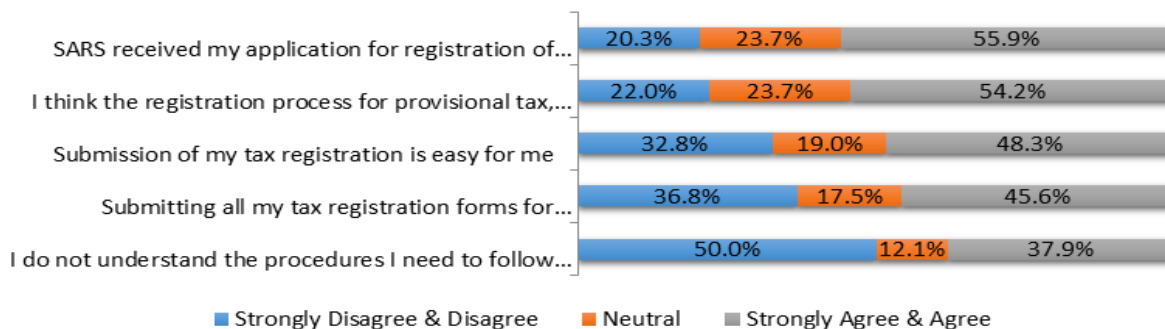 SARS received my application for registration of... 20.3% 23.7% 55.9%
I think the registration process for provisional tax,... 22.0% 23.7% 54.2%
Submission of my tax registration is easy for me 32.8% 19.0% 48.3%
Submitting all my tax registration forms for... 36.8% 17.5% 45.6%
I do not understand the procedures I need to follow... 50.0% 12.1% 37.9%
Strongly Disagree & Disagree Neutral Strongly Agree & Agree